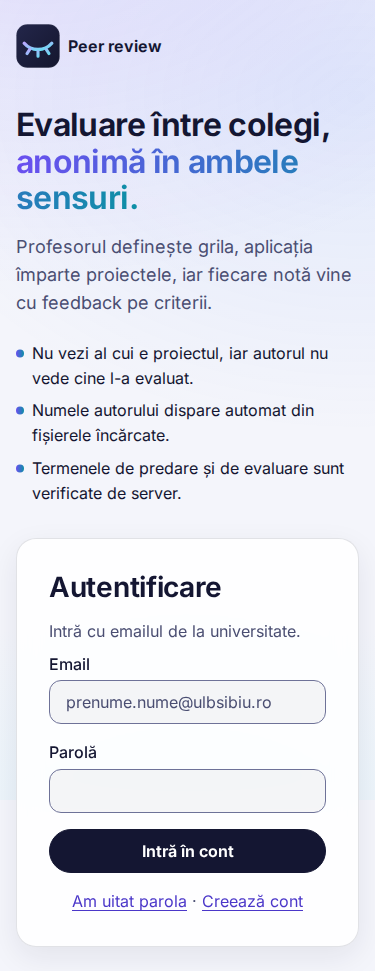 Peer review
Evaluare între colegi,
anonimă în ambele
sensuri.
Profesorul definește grila, aplicația
împarte proiectele, iar fiecare notă vine
cu feedback pe criterii.
Nu vezi al cui e proiectul, iar autorul nu
vede cine l-a evaluat.
Numele autorului dispare automat din
fișierele încărcate.
Termenele de predare și de evaluare sunt
verificate de server.
Autentificare
Intră cu emailul de la universitate.
Email
prenume.nume@ulbsibiu.ro
Parolă
Intră în cont
Am uitat parola · Creează cont